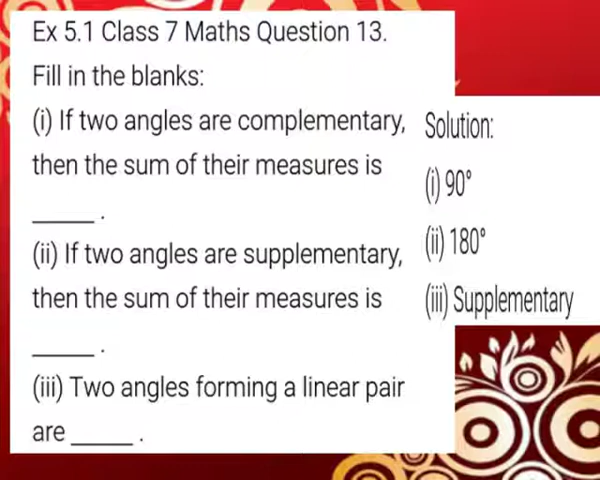 Ex 5.1 Class 7 Maths Question 13.
Fill in the blanks:
(i) If two angles are complementary,
then the sum of their measures is
______ .
(ii) If two angles are supplementary,
then the sum of their measures is
______ .
(iii) Two angles forming a linear pair
are ______ .
Solution:
(i) 90°
(ii) 180°
(iii) Supplementary